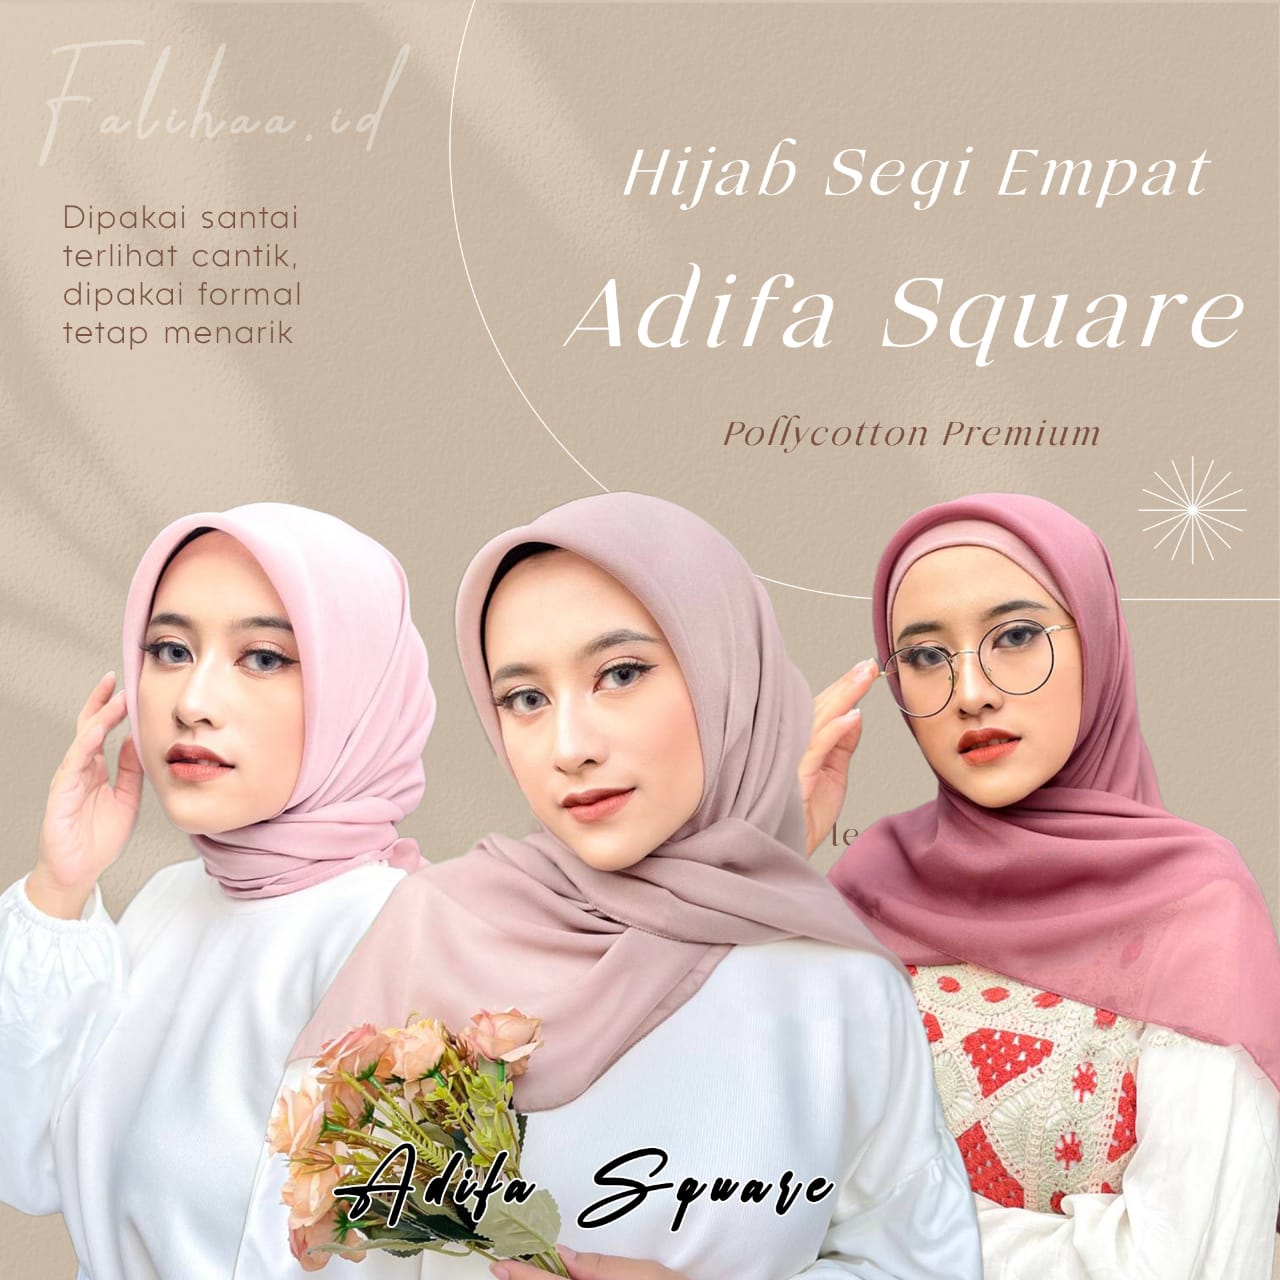 Falihaa.id
Dipakai santai
terlihat cantik,
dipakai formal
tetap menarik
Hijab Segi Empat
Adifa Square
Pollycotton Premium
le
Adifa Square